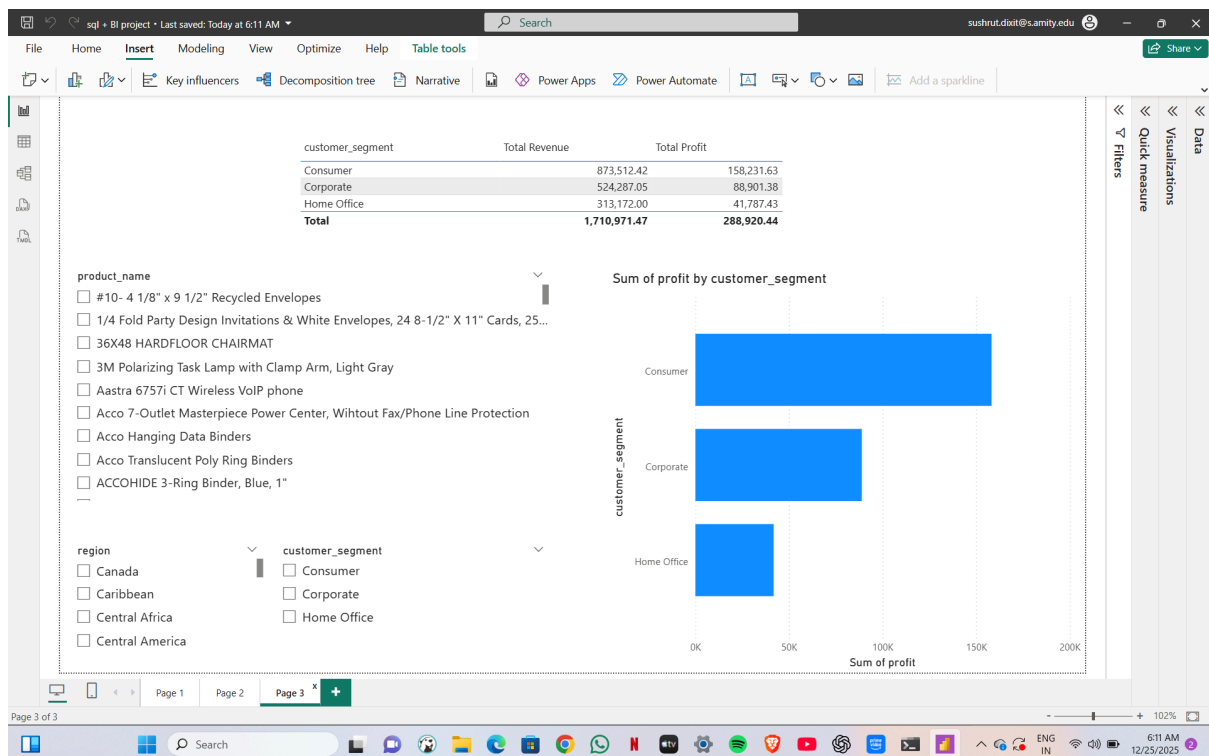 sql + BI project • Last saved: Today at 6:11 AM
Search
sushrut.dixit@s.amity.edu
File Home Insert Modeling View Optimize Help Table tools
Share
Key influencers Decomposition tree Narrative Power Apps Power Automate Add a sparkline
customer_segment Total Revenue Total Profit
Consumer 873,512.42 158,231.63
Corporate 524,287.05 88,901.38
Home Office 313,172.00 41,787.43
Total 1,710,971.47 288,920.44
product_name
#10- 4 1/8" x 9 1/2" Recycled Envelopes
1/4 Fold Party Design Invitations & White Envelopes, 24 8-1/2" X 11" Cards, 25...
36X48 HARDFLOOR CHAIRMAT
3M Polarizing Task Lamp with Clamp Arm, Light Gray
Aastra 6757i CT Wireless VoIP phone
Acco 7-Outlet Masterpiece Power Center, Wihtout Fax/Phone Line Protection
Acco Hanging Data Binders
Acco Translucent Poly Ring Binders
ACCOHIDE 3-Ring Binder, Blue, 1"
region
Canada
Caribbean
Central Africa
Central America
customer_segment
Consumer
Corporate
Home Office
Sum of profit by customer_segment
customer_segment
Consumer
Corporate
Home Office
0K 50K 100K 150K 200K
Sum of profit
Filters
Quick measure
Visualizations
Data
DAX
TMDL
Page 1 Page 2 Page 3 x +
Page 3 of 3
- + 102%
Search
tv
prime video
ENG
IN
6:11 AM
12/25/2025
2